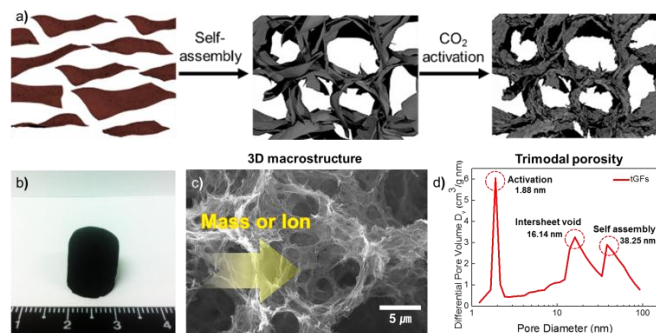 a)
Self-
assembly
CO2
activation
3D macrostructure
Trimodal porosity
b)
1 2 3 4
c)
Mass or Ion
5 μm
d)
Differential Pore Volume Dv (cm3/g nm)
7
6
5
4
3
2
1
0
Activation
1.88 nm
Intersheet void
16.14 nm
Self assembly
38.25 nm
tGFs
1 10 100
Pore Diameter (nm)